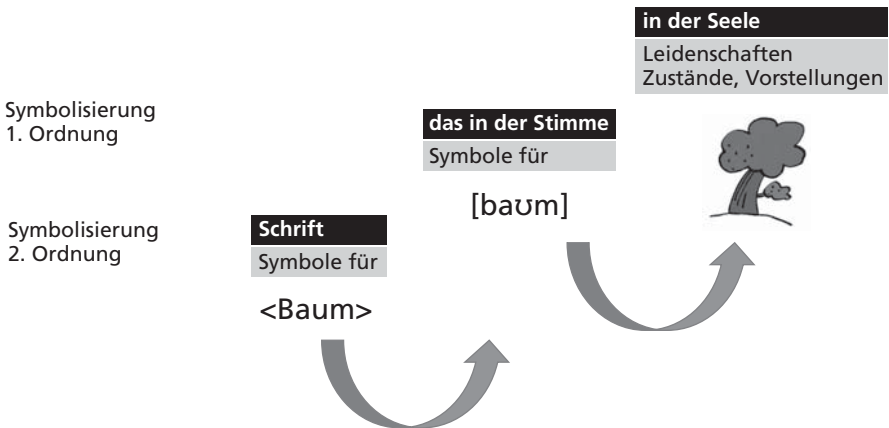 in der Seele
Leidenschaften
Zustände, Vorstellungen
Symbolisierung
1. Ordnung
das in der Stimme
Symbole für
[baʊm]
Symbolisierung
2. Ordnung
Schrift
Symbole für
<Baum>